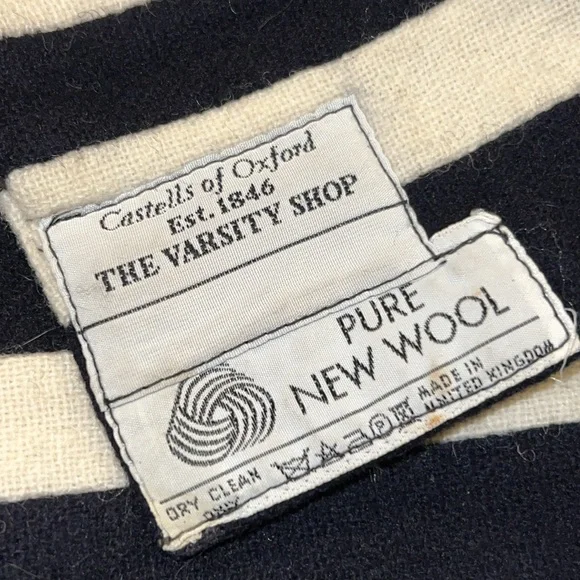 Castells of Oxford
Est. 1846
THE VARSITY SHOP
PURE
NEW WOOL
DRY CLEAN
ONLY
P
MADE IN
UNITED KINGDOM